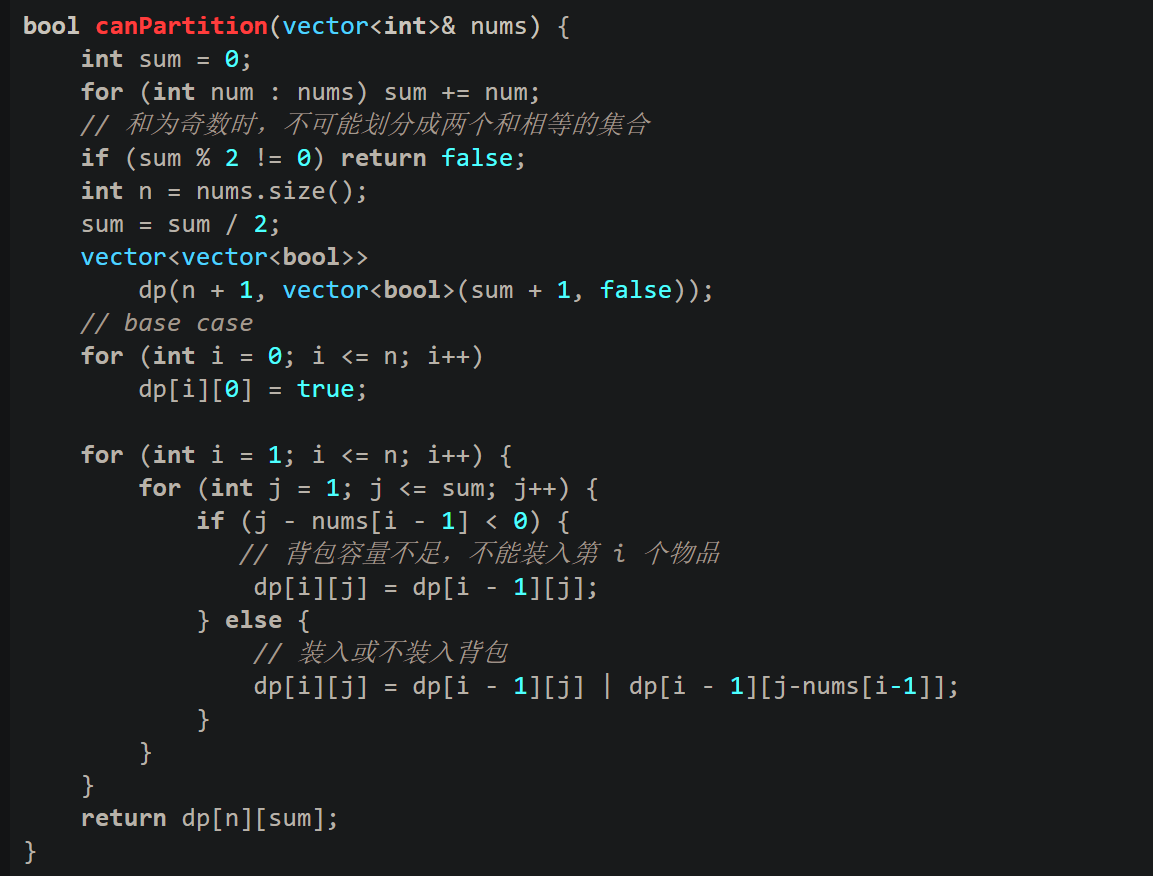 bool canPartition(vector<int>& nums) {
    int sum = 0;
    for (int num : nums) sum += num;
    // 和为奇数时，不可能划分成两个和相等的集合
    if (sum % 2 != 0) return false;
    int n = nums.size();
    sum = sum / 2;
    vector<vector<bool>>
        dp(n + 1, vector<bool>(sum + 1, false));
    // base case
    for (int i = 0; i <= n; i++)
        dp[i][0] = true;

    for (int i = 1; i <= n; i++) {
        for (int j = 1; j <= sum; j++) {
            if (j - nums[i - 1] < 0) {
               // 背包容量不足，不能装入第 i 个物品
                dp[i][j] = dp[i - 1][j];
            } else {
                // 装入或不装入背包
                dp[i][j] = dp[i - 1][j] | dp[i - 1][j-nums[i-1]];
            }
        }
    }
    return dp[n][sum];
}